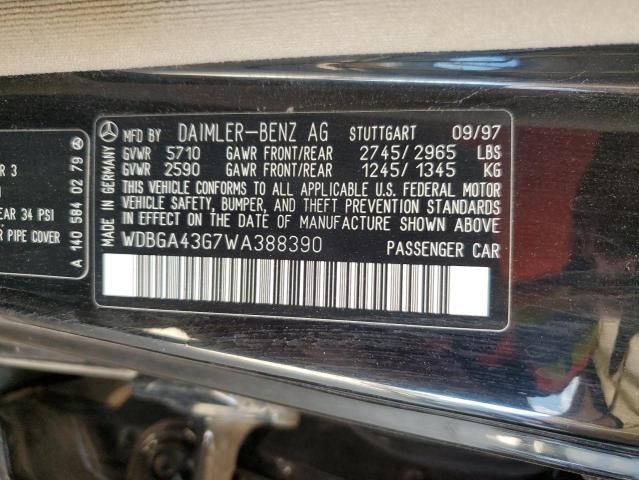 MFD BY DAIMLER-BENZ AG STUTTGART 09/97
GVWR 5710 GAWR FRONT/REAR 2745/2965 LBS
GVWR 2590 GAWR FRONT/REAR 1245/1345 KG
THIS VEHICLE CONFORMS TO ALL APPLICABLE U.S. FEDERAL MOTOR
VEHICLE SAFETY, BUMPER, AND THEFT PREVENTION STANDARDS
IN EFFECT ON THE DATE OF MANUFACTURE SHOWN ABOVE
WDBGA43G7WA388390 PASSENGER CAR
MADE IN GERMANY
R 3
EAR 34 PSI
R PIPE COVER
A 140 584 02 79